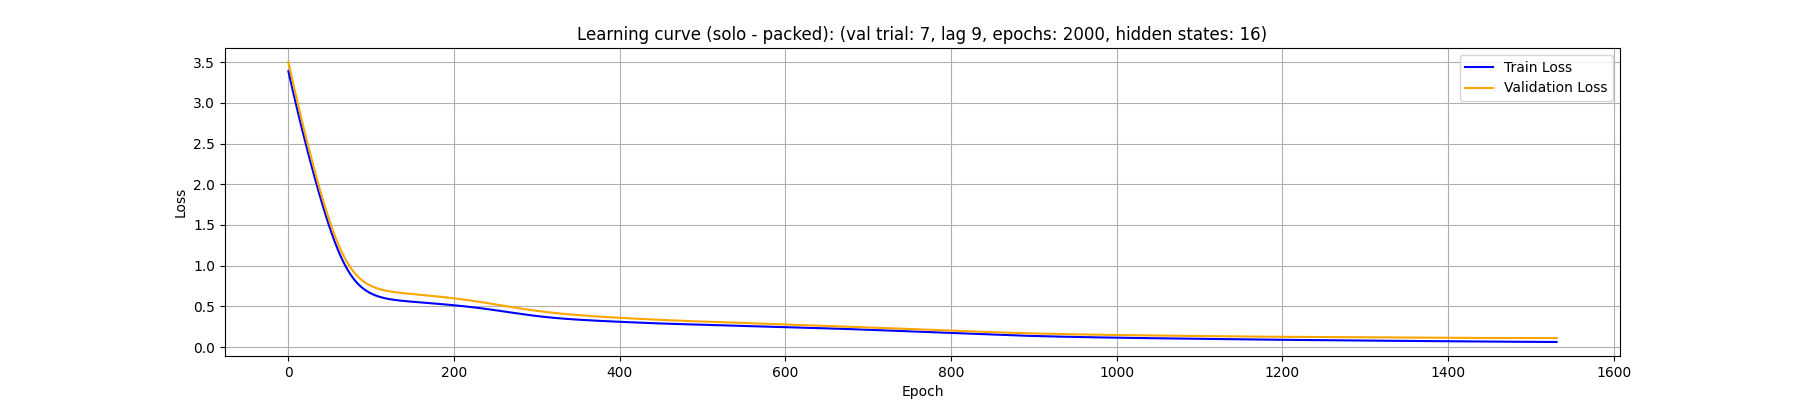 Learning curve (solo - packed): (val trial: 7, lag 9, epochs: 2000, hidden states: 16)
Train Loss
Validation Loss
3.5
3.0
2.5
2.0
1.5
1.0
0.5
0.0
Loss
0 200 400 600 800 1000 1200 1400 1600
Epoch